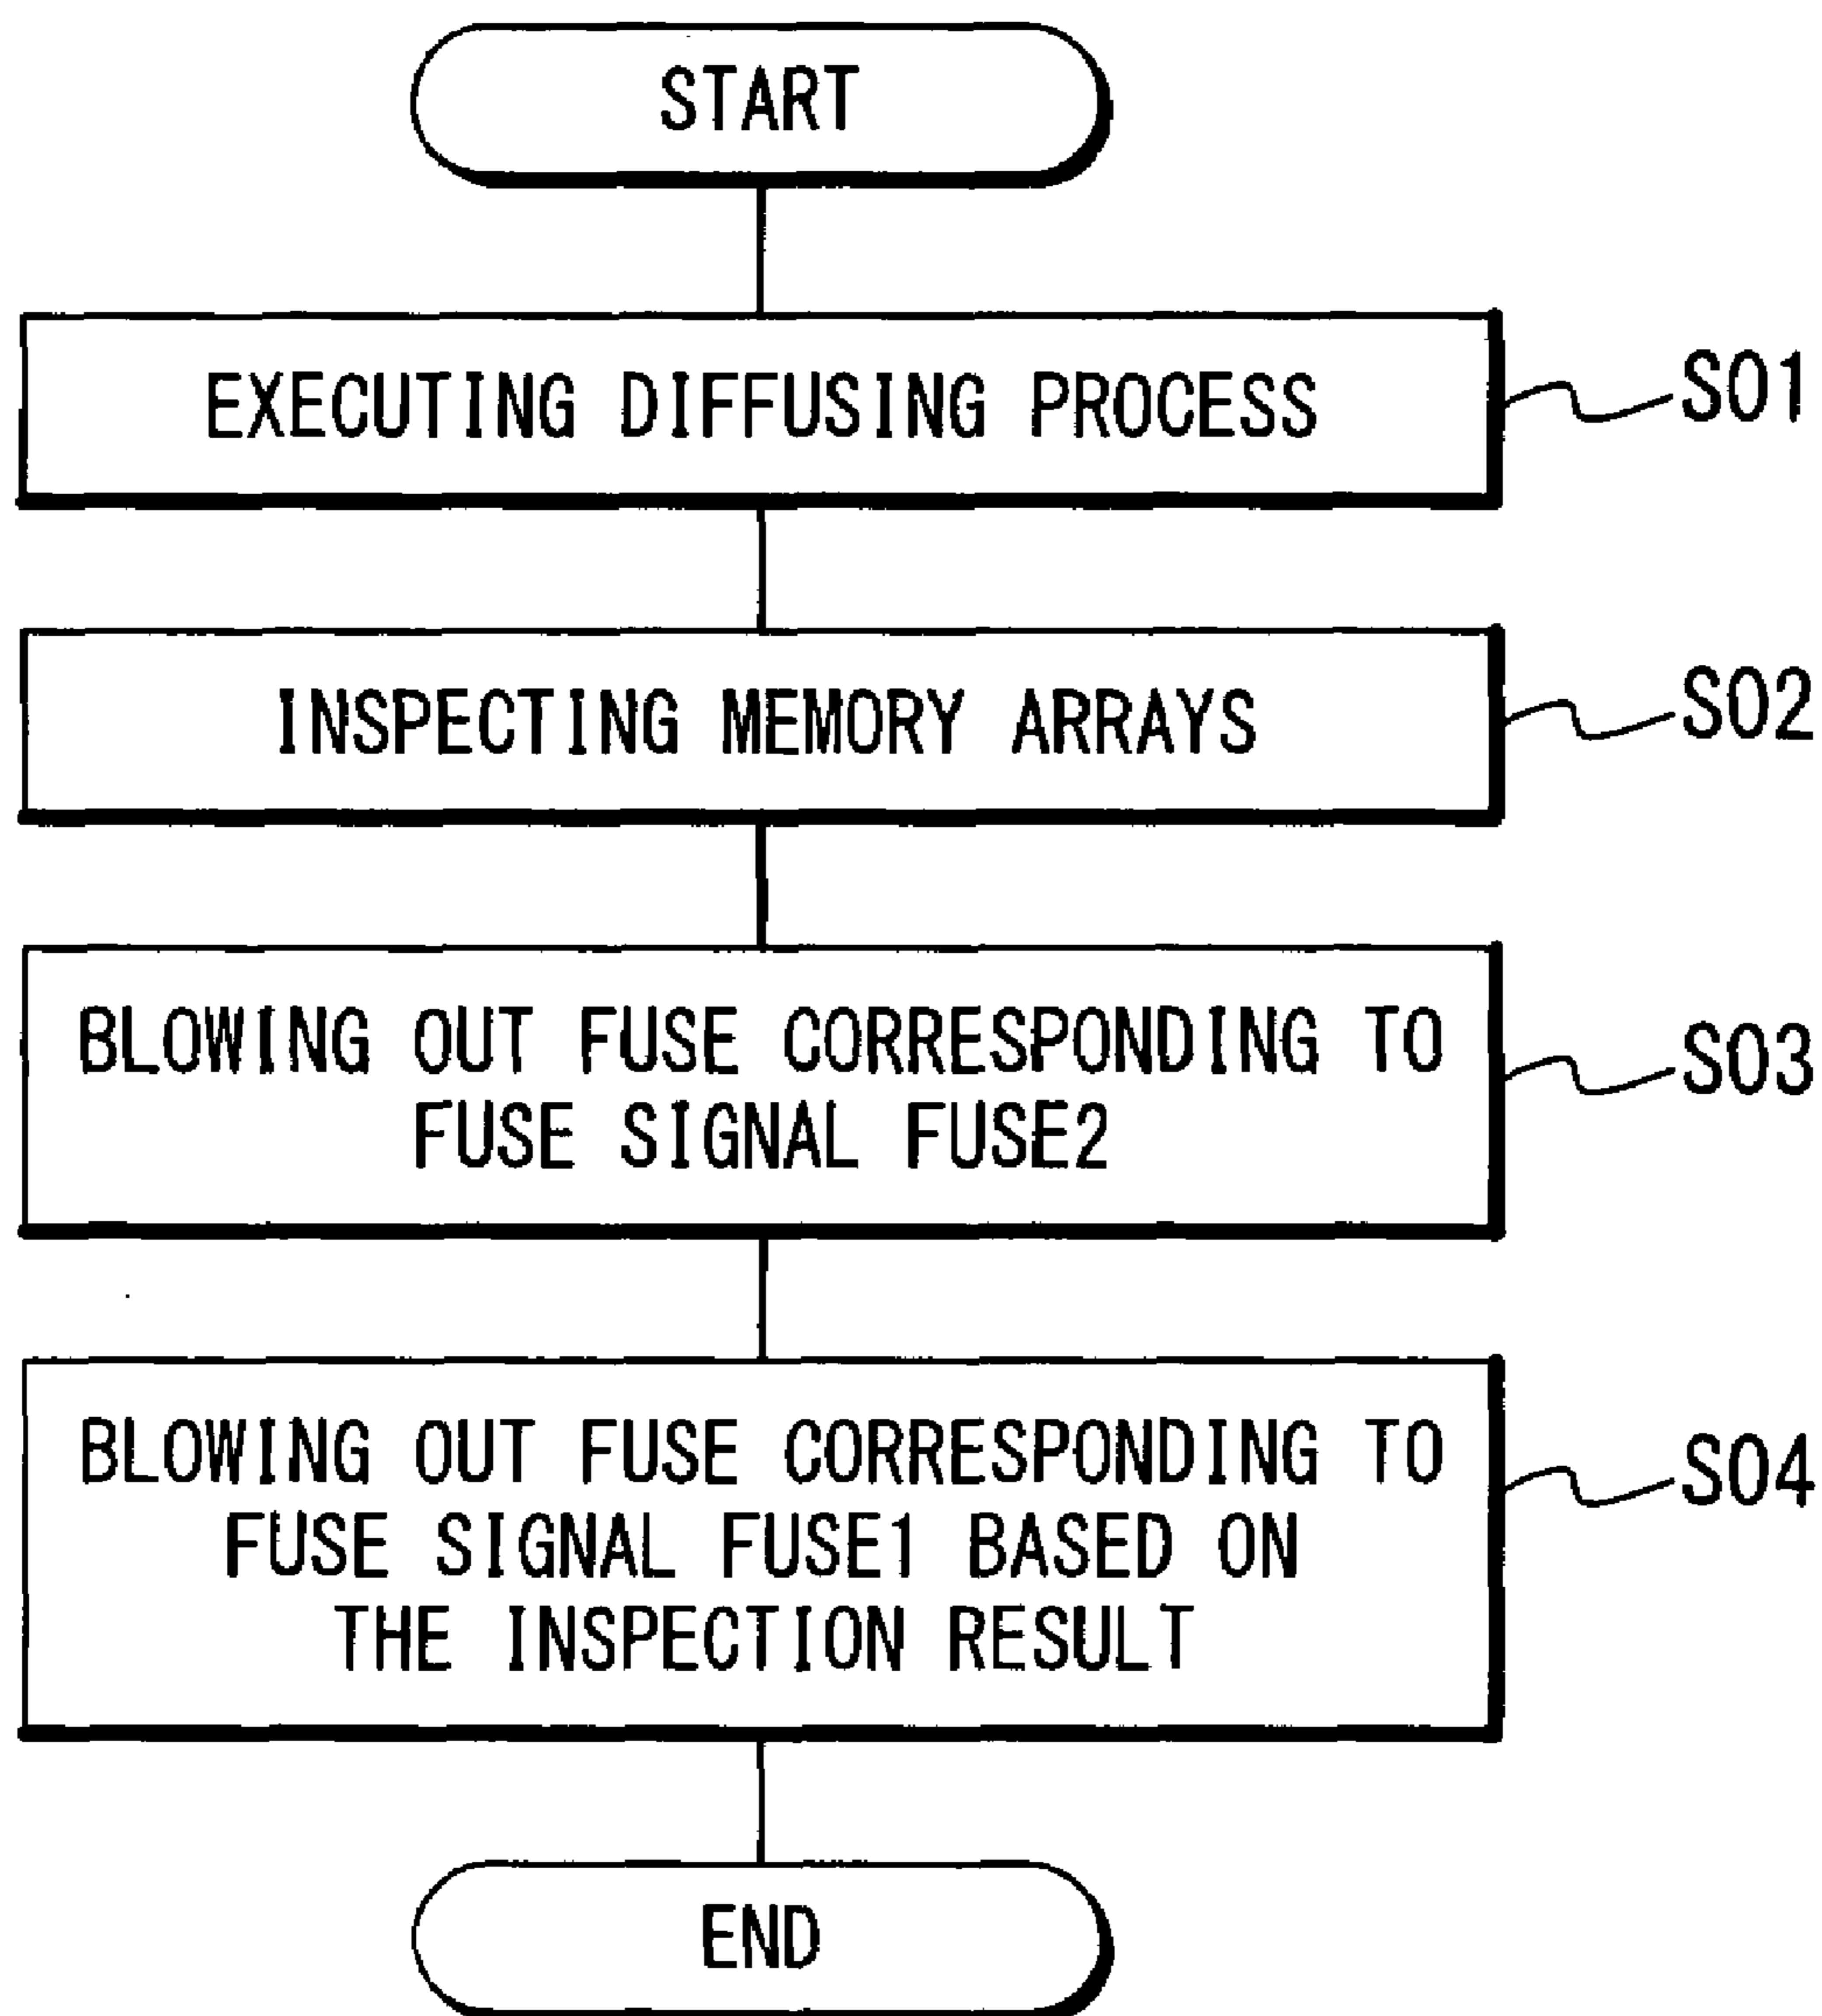 START
EXECUTING DIFFUSING PROCESS
S01
INSPECTING MEMORY ARRAYS
S02
BLOWING OUT FUSE CORRESPONDING TO
FUSE SIGNAL FUSE2
S03
BLOWING OUT FUSE CORRESPONDING TO
FUSE SIGNAL FUSE1 BASED ON
THE INSPECTION RESULT
S04
END